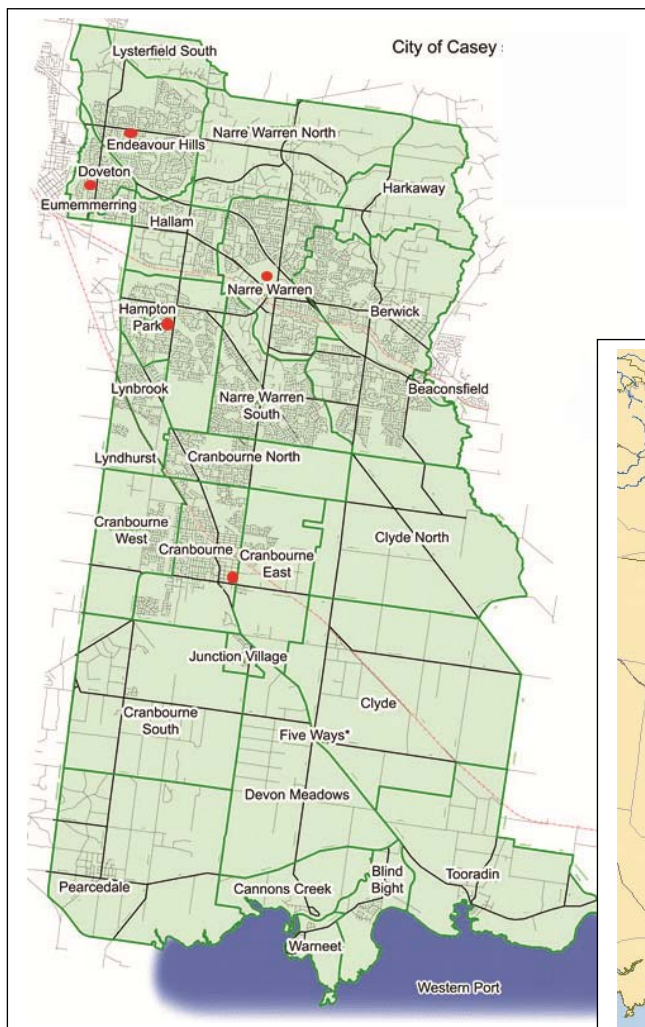 City of Casey
Lysterfield South
Narre Warren North
Endeavour Hills
Doveton
Harkaway
Eumemmerring
Hallam
Narre Warren
Berwick
Hampton
Park
Beaconsfield
Lynbrook
Narre Warren
South
Lyndhurst
Cranbourne North
Cranbourne
West
Cranbourne
Cranbourne
East
Clyde North
Junction Village
Clyde
Cranbourne
South
Five Ways*
Devon Meadows
Blind
Bight
Tooradin
Pearcedale
Cannons Creek
Warneet
Western Port